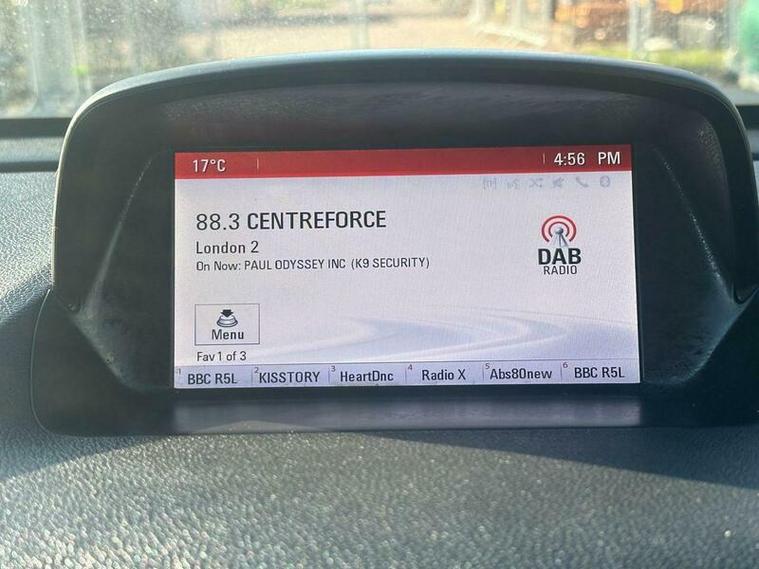 17°C 4:56 PM
88.3 CENTREFORCE
London 2
On Now: PAUL ODYSSEY INC (K9 SECURITY)
DAB
RADIO
Menu
Fav 1 of 3
1 BBC R5L 2 KISSTORY 3 HeartDnc 4 Radio X 5 Abs80new 6 BBC R5L